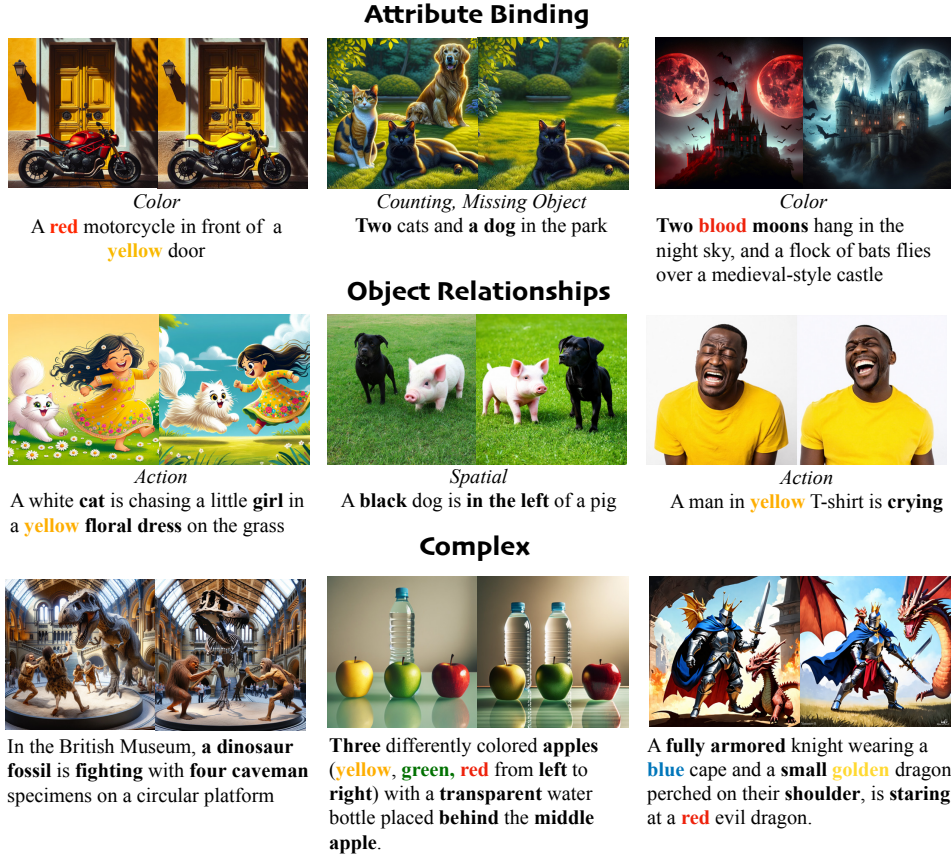 Attribute Binding
Color
A red motorcycle in front of a
yellow door
Counting, Missing Object
Two cats and a dog in the park
Color
Two blood moons hang in the
night sky, and a flock of bats flies
over a medieval-style castle
Object Relationships
Action
A white cat is chasing a little girl in
a yellow floral dress on the grass
Spatial
A black dog is in the left of a pig
Action
A man in yellow T-shirt is crying
Complex
In the British Museum, a dinosaur
fossil is fighting with four caveman
specimens on a circular platform
Three differently colored apples
(yellow, green, red from left to
right) with a transparent water
bottle placed behind the middle
apple.
A fully armored knight wearing a
blue cape and a small golden dragon
perched on their shoulder, is staring
at a red evil dragon.